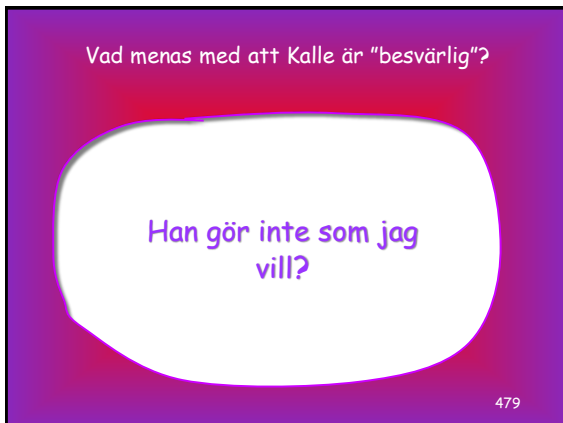 Vad menas med att Kalle är ”besvärlig”?
Han gör inte som jag
vill?
479